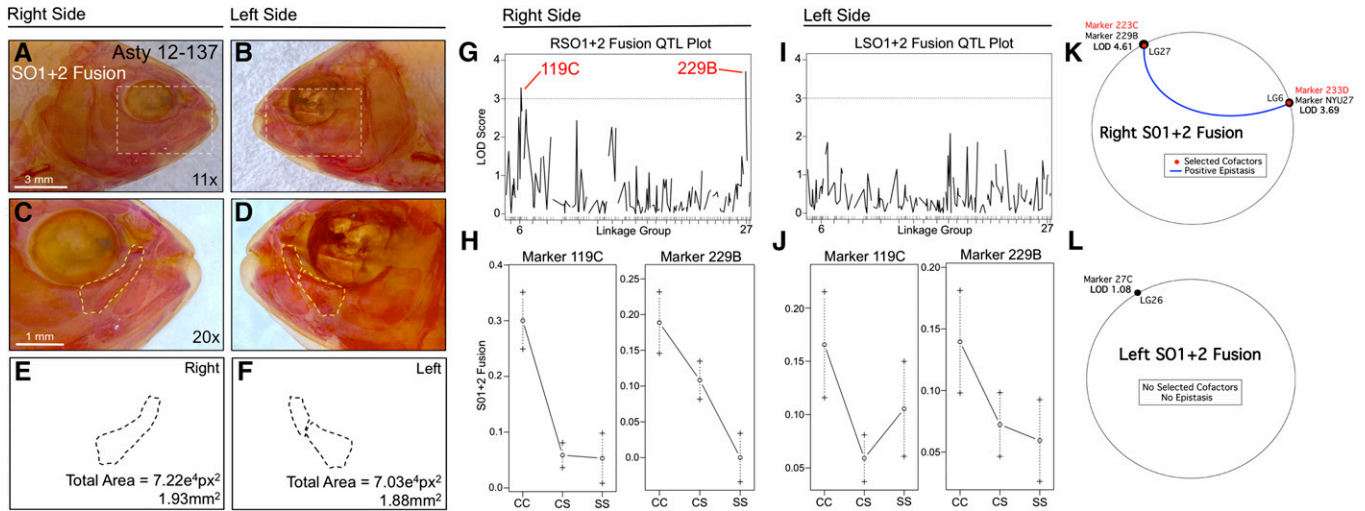 Right Side
Left Side
A
Asty 12-137
SO1+2 Fusion
3 mm
11x
B
C
1 mm
20x
D
E
Right
Total Area = 7.22e⁴px²
1.93mm²
F
Left
Total Area = 7.03e⁴px²
1.88mm²
Right Side
G
RSO1+2 Fusion QTL Plot
119C
229B
LOD Score
4
3
2
1
0
6
27
Linkage Group
H
Marker 119C
Marker 229B
SO1+2 Fusion
0.4
0.3
0.2
0.1
0.0
CC
CS
SS
0.25
0.20
0.15
0.10
0.05
0.0
CC
CS
SS
Left Side
I
LSO1+2 Fusion QTL Plot
4
3
2
1
0
6
27
Linkage Group
J
Marker 119C
Marker 229B
0.20
0.15
0.10
0.05
CC
CS
SS
0.20
0.15
0.10
0.05
CC
CS
SS
K
Marker 223C
Marker 229B
LOD 4.61
LG27
LG6
Marker 233D
Marker NYU27
LOD 3.69
Right SO1+2 Fusion
Selected Cofactors
Positive Epistasis
L
Marker 27C
LOD 1.08
LG26
Left SO1+2 Fusion
No Selected Cofactors
No Epistasis